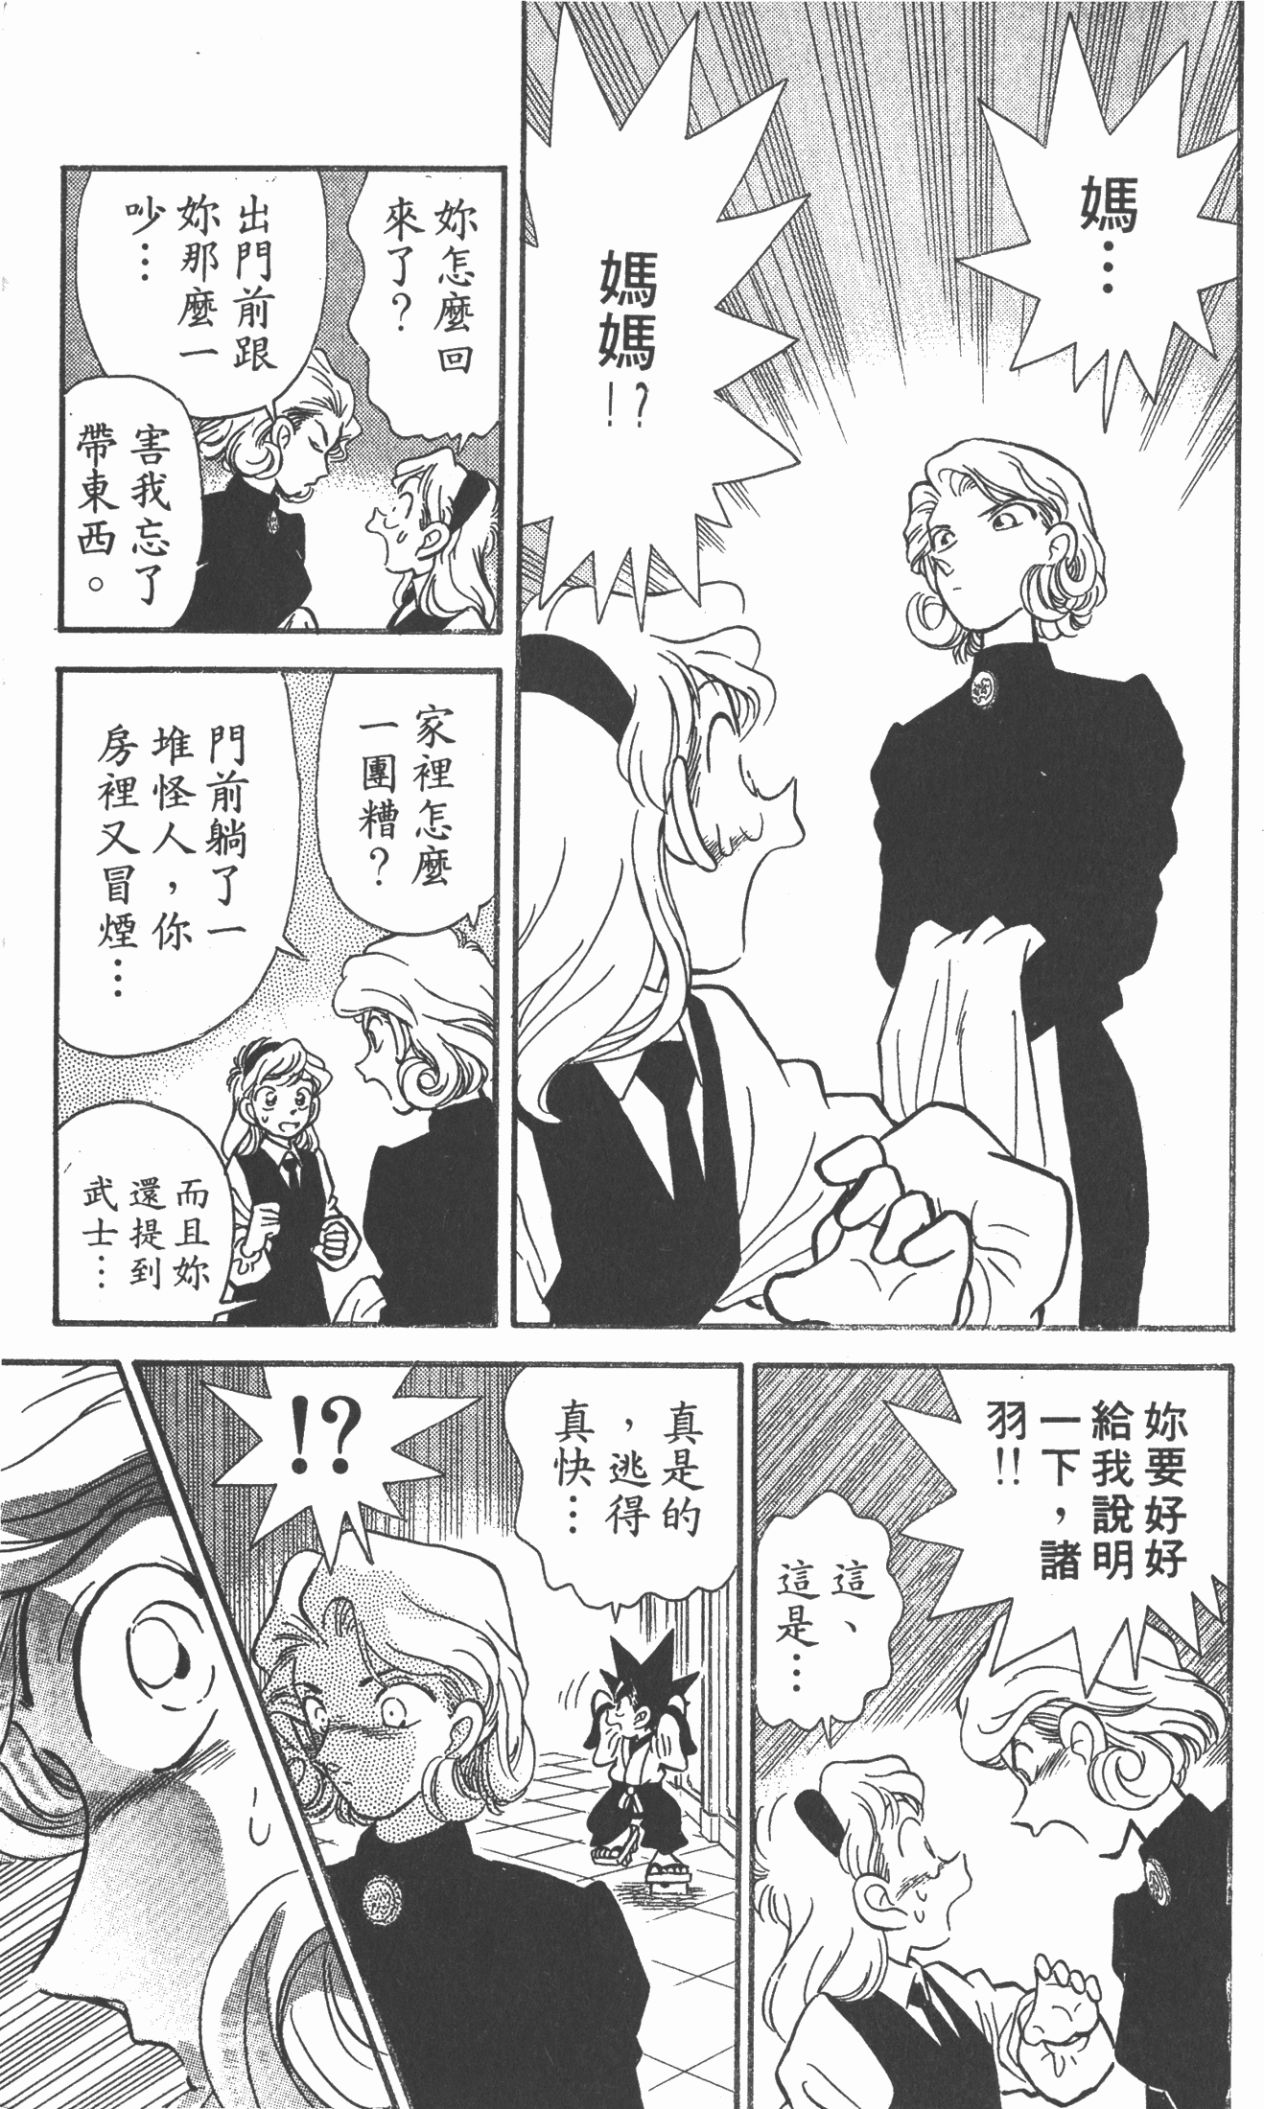 媽…
媽媽
!?
妳怎麼回
來了？
出門前跟
妳那麼一
吵…
害我忘了
帶東西。
家裡怎麼
一團糟？
門前躺了一
堆怪人，你
房裡又冒煙…
而且妳
還提到
武士…
妳要好好
給我說明
一下，諸
羽!!
這、
這是…
真是的
，逃得
真快…
!?